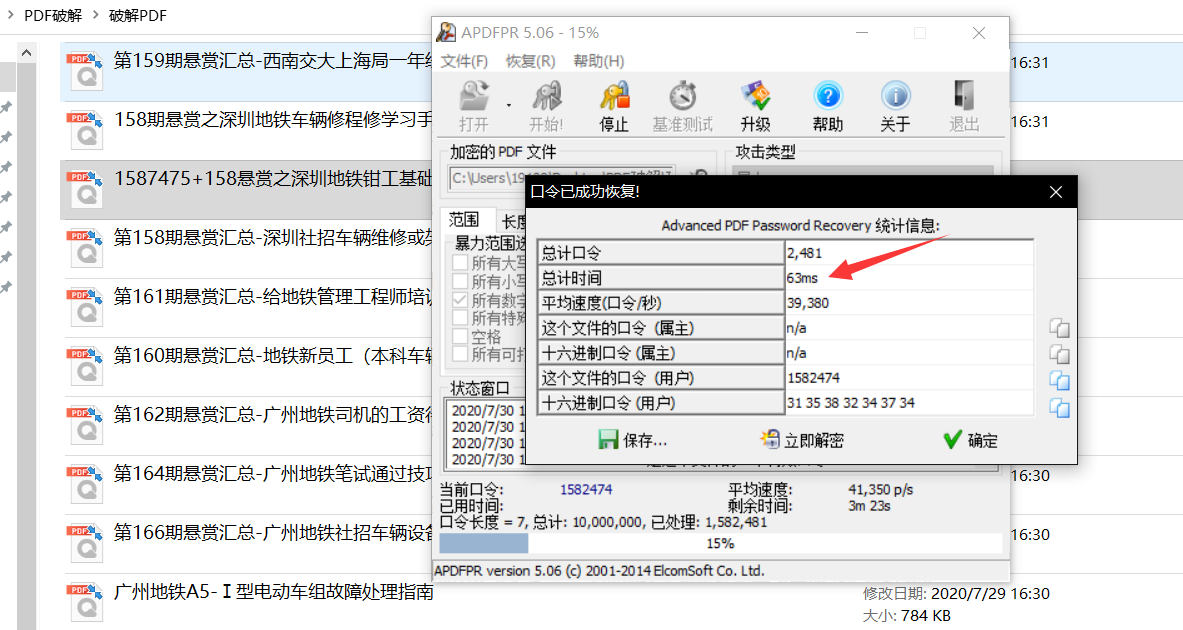 PDF破解 > 破解PDF
第159期悬赏汇总-西南交大上海局一年
16:31
158期悬赏之深圳地铁车辆修程修学习手
16:31
1587475+158悬赏之深圳地铁钳工基础
第158期悬赏汇总-深圳社招车辆维修或
第161期悬赏汇总-给地铁管理工程师培
第160期悬赏汇总-地铁新员工（本科车
第162期悬赏汇总-广州地铁司机的工资
第164期悬赏汇总-广州地铁笔试通过技
16:30
第166期悬赏汇总-广州地铁社招车辆设
16:30
广州地铁A5-Ⅰ型电动车组故障处理指南
修改日期: 2020/7/29 16:30
大小: 784 KB
APDFPR 5.06 - 15%
文件(F) 恢复(R) 帮助(H)
打开 开始! 停止 基准测试 升级 帮助 关于 退出
加密的 PDF 文件
攻击类型
C:\Users\19
范围 长度
暴力范围选
所有大写
所有小写
所有数字
所有特殊
空格
所有可打
状态窗口
2020/7/30 1
2020/7/30 1
2020/7/30 1
2020/7/30 1
口令已成功恢复!
Advanced PDF Password Recovery 统计信息:
总计口令 2,481
总计时间 63ms
平均速度(口令/秒) 39,380
这个文件的口令 (属主) n/a
十六进制口令 (属主) n/a
这个文件的口令 (用户) 1582474
十六进制口令 (用户) 31 35 38 32 34 37 34
保存... 立即解密 确定
当前口令: 1582474 平均速度: 41,350 p/s
已用时间: 剩余时间: 3m 23s
口令长度 = 7, 总计: 10,000,000, 已处理: 1,582,481
15%
APDFPR version 5.06 (c) 2001-2014 ElcomSoft Co. Ltd.